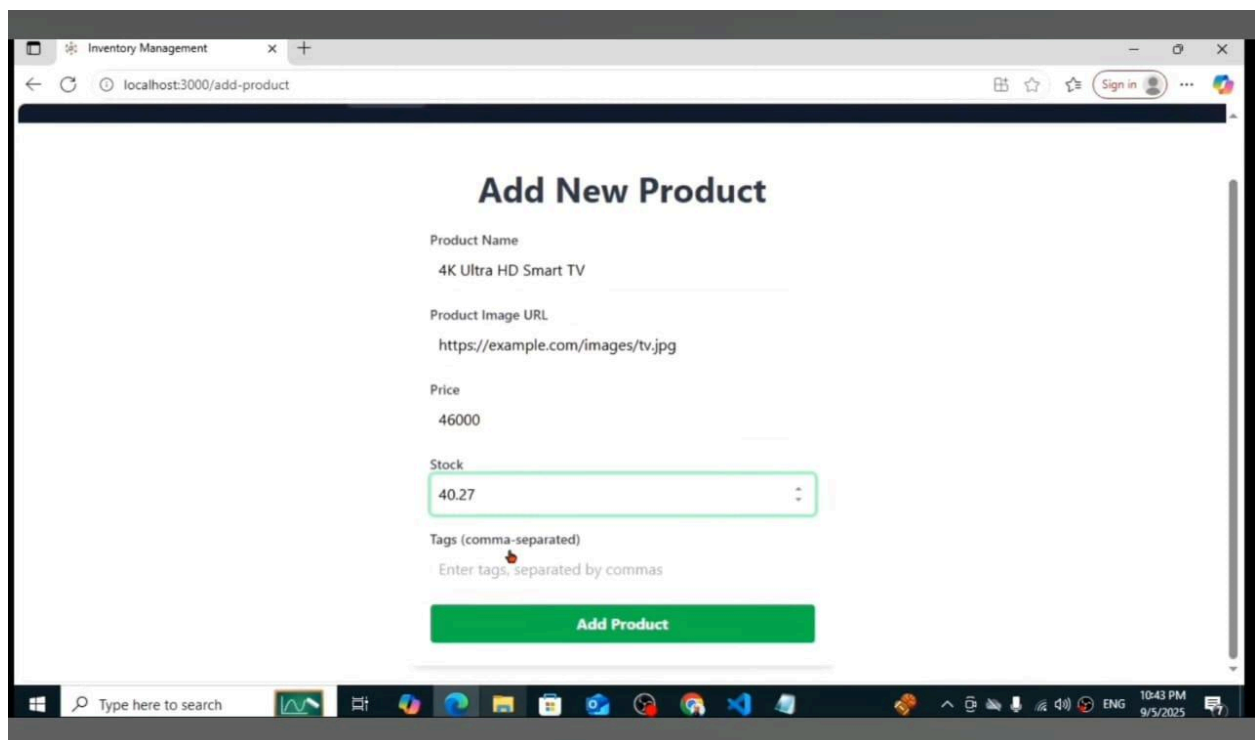 Inventory Management
localhost:3000/add-product
Sign in
Add New Product
Product Name
4K Ultra HD Smart TV
Product Image URL
https://example.com/images/tv.jpg
Price
46000
Stock
40.27
Tags (comma-separated)
Enter tags, separated by commas
Add Product
Type here to search
ENG
10:43 PM
9/5/2025
7